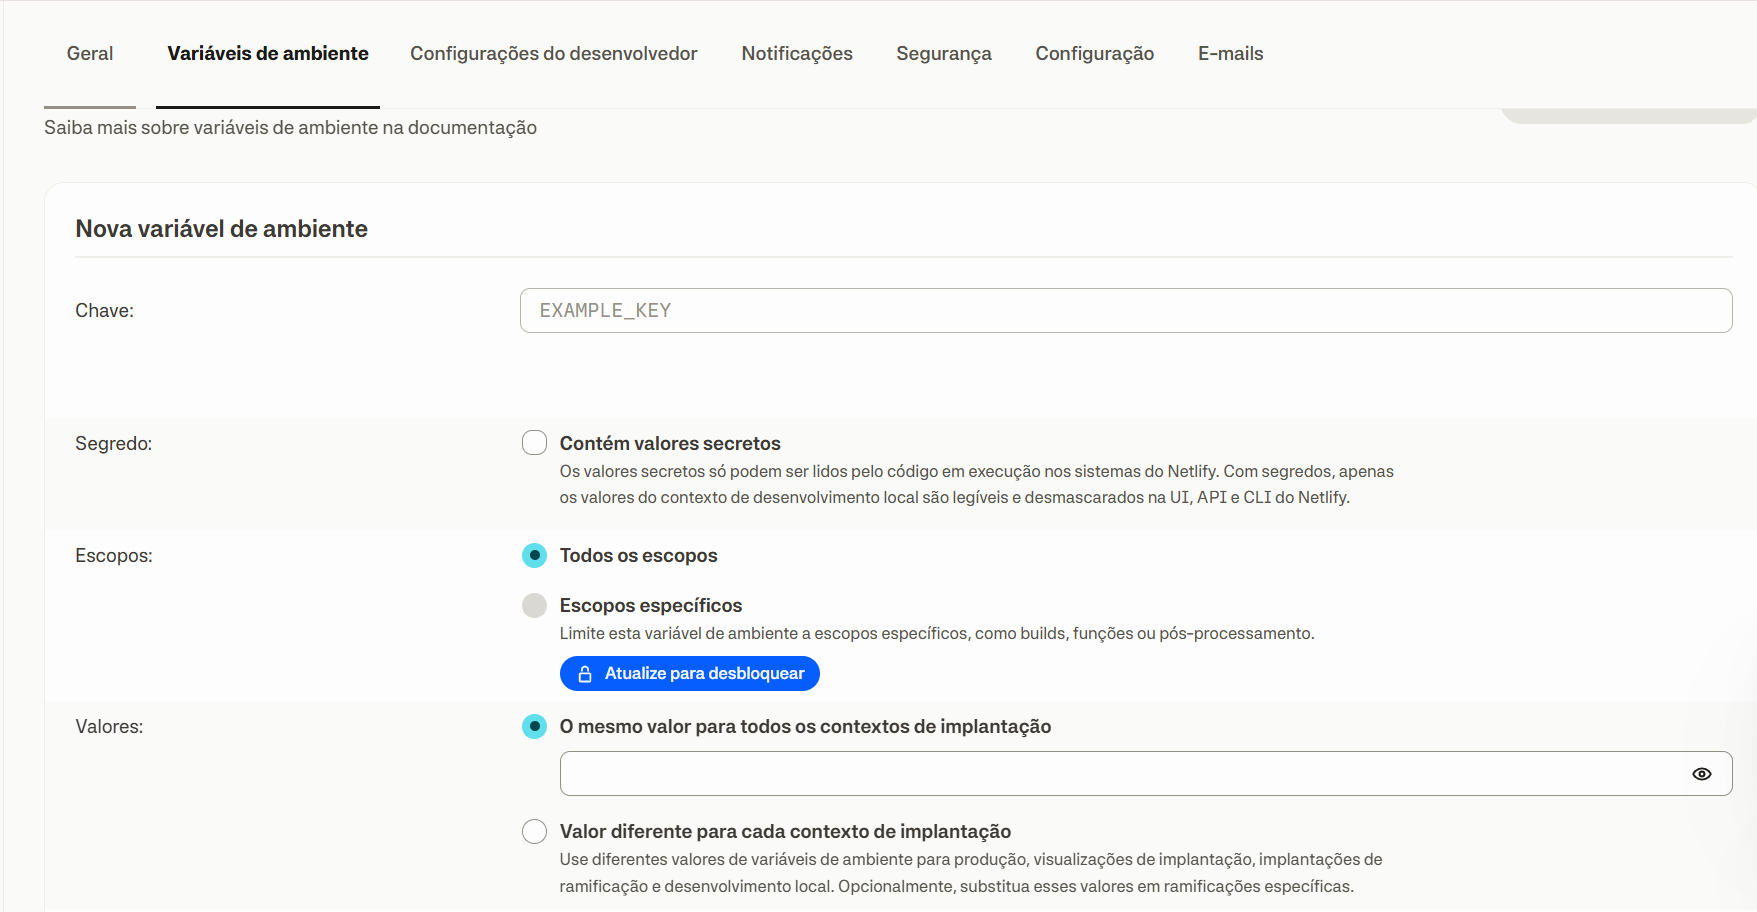 Geral Variáveis de ambiente Configurações do desenvolvedor Notificações Segurança Configuração E-mails
Saiba mais sobre variáveis de ambiente na documentação
Nova variável de ambiente
Chave:
EXAMPLE_KEY
Segredo:
Contém valores secretos
Os valores secretos só podem ser lidos pelo código em execução nos sistemas do Netlify. Com segredos, apenas
os valores do contexto de desenvolvimento local são legíveis e desmascarados na UI, API e CLI do Netlify.
Escopos:
Todos os escopos
Escopos específicos
Limite esta variável de ambiente a escopos específicos, como builds, funções ou pós-processamento.
Atualize para desbloquear
Valores:
O mesmo valor para todos os contextos de implantação
Valor diferente para cada contexto de implantação
Use diferentes valores de variáveis de ambiente para produção, visualizações de implantação, implantações de
ramificação e desenvolvimento local. Opcionalmente, substitua esses valores em ramificações específicas.